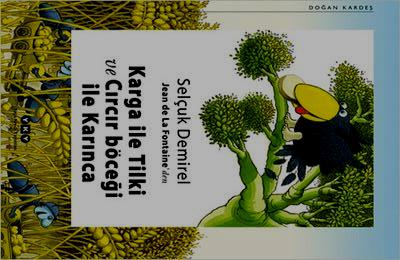 DOĞAN KARDEŞ
Selçuk Demirel
Jean de La Fontaine'den
Karga ile Tilki
ve Cırcır böceği
ile Karınca
YKY